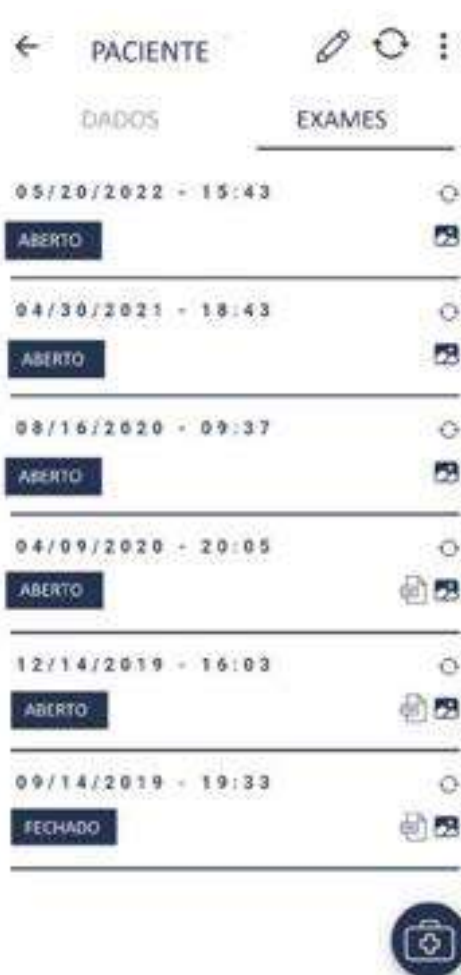 PACIENTE
DADOS EXAMES
05/20/2022 - 15:43
ABERTO
04/30/2021 - 18:43
ABERTO
08/16/2020 - 09:37
ABERTO
04/09/2020 - 20:05
ABERTO
12/14/2019 - 16:03
ABERTO
09/14/2019 - 19:33
FECHADO